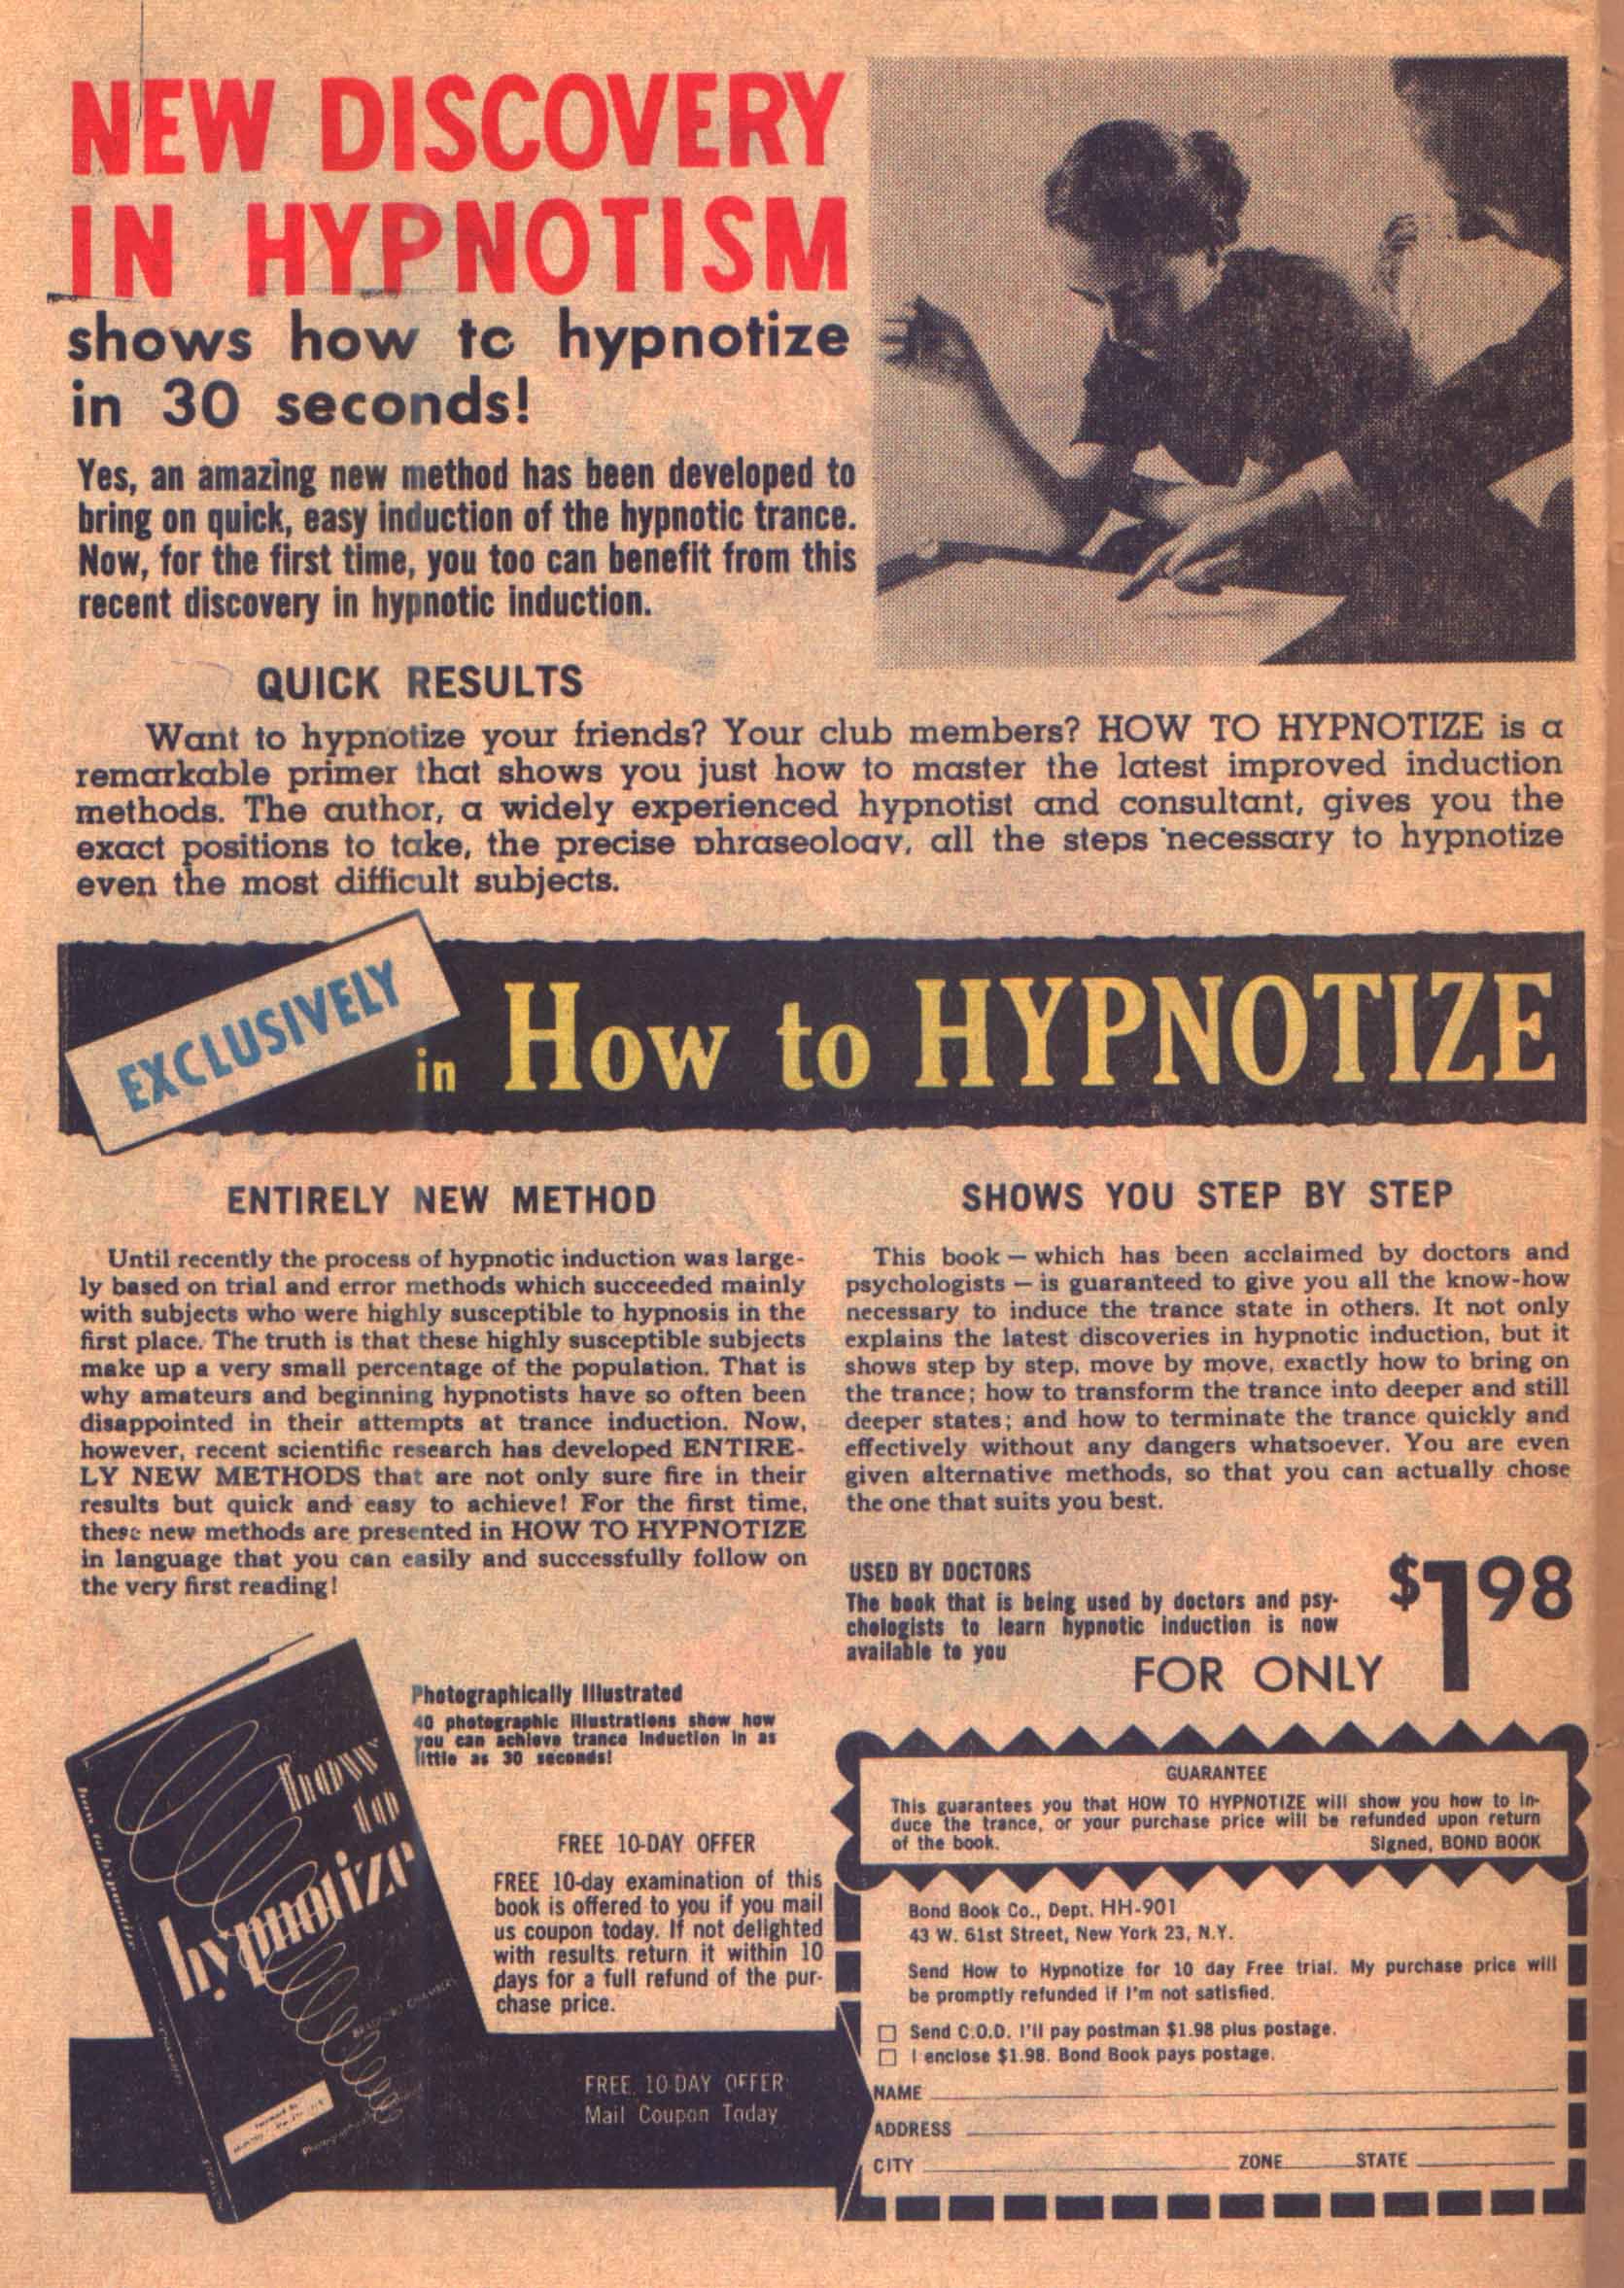 NEW DISCOVERY
IN HYPNOTISM
shows how to hypnotize
in 30 seconds!
Yes, an amazing new method has been developed to
bring on quick, easy induction of the hypnotic trance.
Now, for the first time, you too can benefit from this
recent discovery in hypnotic induction.
QUICK RESULTS
Want to hypnotize your friends? Your club members? HOW TO HYPNOTIZE is a
remarkable primer that shows you just how to master the latest improved induction
methods. The author, a widely experienced hypnotist and consultant, gives you the
exact positions to take, the precise phraseology, all the steps necessary to hypnotize
even the most difficult subjects.
EXCLUSIVELY
in How to HYPNOTIZE
ENTIRELY NEW METHOD
Until recently the process of hypnotic induction was large-
ly based on trial and error methods which succeeded mainly
with subjects who were highly susceptible to hypnosis in the
first place. The truth is that these highly susceptible subjects
make up a very small percentage of the population. That is
why amateurs and beginning hypnotists have so often been
disappointed in their attempts at trance induction. Now,
however, recent scientific research has developed ENTIRE-
LY NEW METHODS that are not only sure fire in their
results but quick and easy to achieve! For the first time,
these new methods are presented in HOW TO HYPNOTIZE
in language that you can easily and successfully follow on
the very first reading!
SHOWS YOU STEP BY STEP
This book — which has been acclaimed by doctors and
psychologists — is guaranteed to give you all the know-how
necessary to induce the trance state in others. It not only
explains the latest discoveries in hypnotic induction, but it
shows step by step, move by move, exactly how to bring on
the trance; how to transform the trance into deeper and still
deeper states; and how to terminate the trance quickly and
effectively without any dangers whatsoever. You are even
given alternative methods, so that you can actually chose
the one that suits you best.
USED BY DOCTORS
The book that is being used by doctors and psy-
chologists to learn hypnotic induction is now
available to you
FOR ONLY $1.98
how to hypnotize
how
to
hypnotize
BRADFORD CHAMBERS
Photographically Illustrated
40 photographic illustrations show how
you can achieve trance induction in as
little as 30 seconds!
FREE 10-DAY OFFER
FREE 10-day examination of this
book is offered to you if you mail
us coupon today. If not delighted
with results return it within 10
days for a full refund of the pur-
chase price.
FREE 10 DAY OFFER
Mail Coupon Today
GUARANTEE
This guarantees you that HOW TO HYPNOTIZE will show you how to in-
duce the trance, or your purchase price will be refunded upon return
of the book. Signed, BOND BOOK
Bond Book Co., Dept. HH-901
43 W. 61st Street, New York 23, N.Y.
Send How to Hypnotize for 10 day Free trial. My purchase price will
be promptly refunded if I'm not satisfied.
Send C.O.D. I'll pay postman $1.98 plus postage.
I enclose $1.98. Bond Book pays postage.
NAME
ADDRESS
CITY ZONE STATE